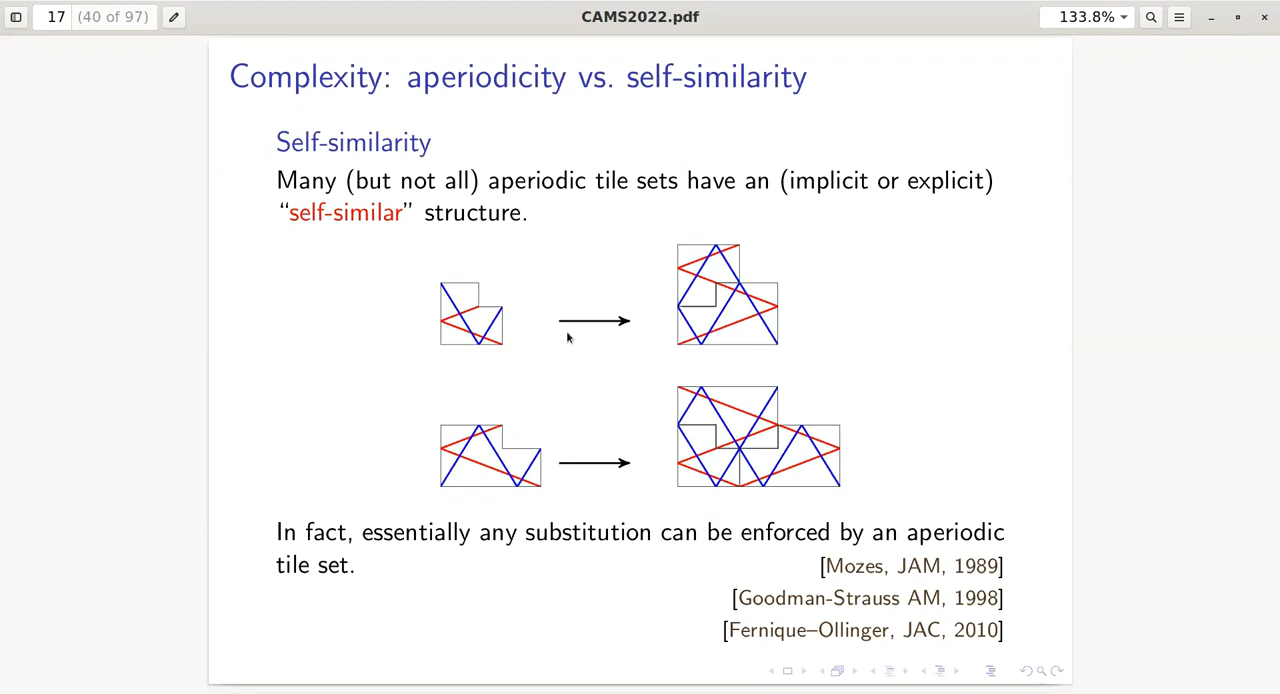 17 (40 of 97)
CAMS2022.pdf
133.8%
Complexity: aperiodicity vs. self-similarity
Self-similarity
Many (but not all) aperiodic tile sets have an (implicit or explicit)
“self-similar” structure.
In fact, essentially any substitution can be enforced by an aperiodic
tile set.
[Mozes, JAM, 1989]
[Goodman-Strauss AM, 1998]
[Fernique–Ollinger, JAC, 2010]